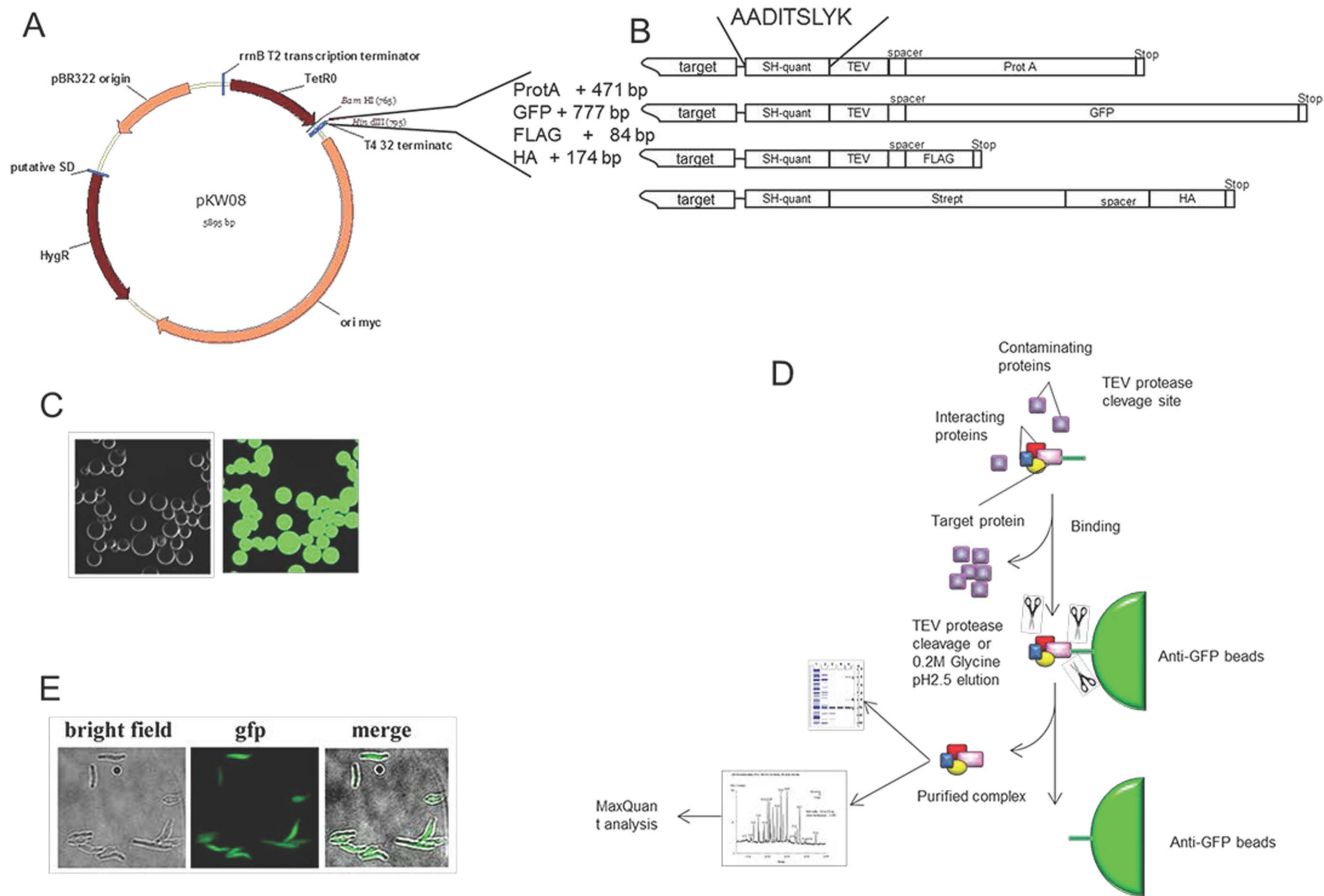 A
rrnB T2 transcription terminator
pBR322 origin
TetR0
Bam HI (765)
Hin dIII (795)
T4 32 terminatc
putative SD
pKW08
5895 bp
HygR
ori myc
ProtA + 471 bp
GFP + 777 bp
FLAG + 84 bp
HA + 174 bp
B
AADITSLYK
target
SH-quant
TEV
spacer
Prot A
Stop
target
SH-quant
TEV
spacer
GFP
Stop
target
SH-quant
TEV
spacer
FLAG
Stop
target
SH-quant
Strept
spacer
HA
Stop
C
D
Contaminating
proteins
TEV protease
clevage site
Interacting
proteins
Target protein
Binding
TEV protease
cleavage or
0.2M Glycine
pH2.5 elution
Anti-GFP beads
Purified complex
MaxQuan
t analysis
Anti-GFP beads
E
bright field
gfp
merge